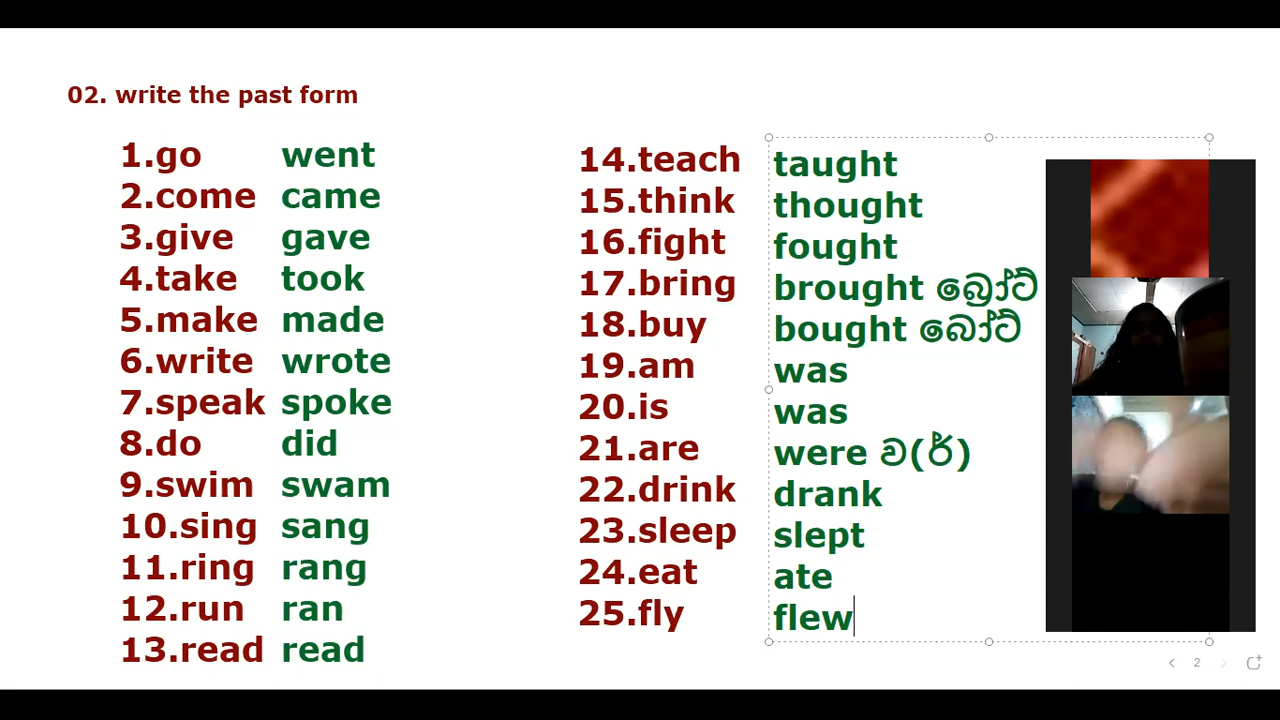 02. write the past form
1.go went
2.come came
3.give gave
4.take took
5.make made
6.write wrote
7.speak spoke
8.do did
9.swim swam
10.sing sang
11.ring rang
12.run ran
13.read read
14.teach taught
15.think thought
16.fight fought
17.bring brought බ්‍රෝට්
18.buy bought බෝට්
19.am was
20.is was
21.are were ව(ර්)
22.drink drank
23.sleep slept
24.eat ate
25.fly flew
2